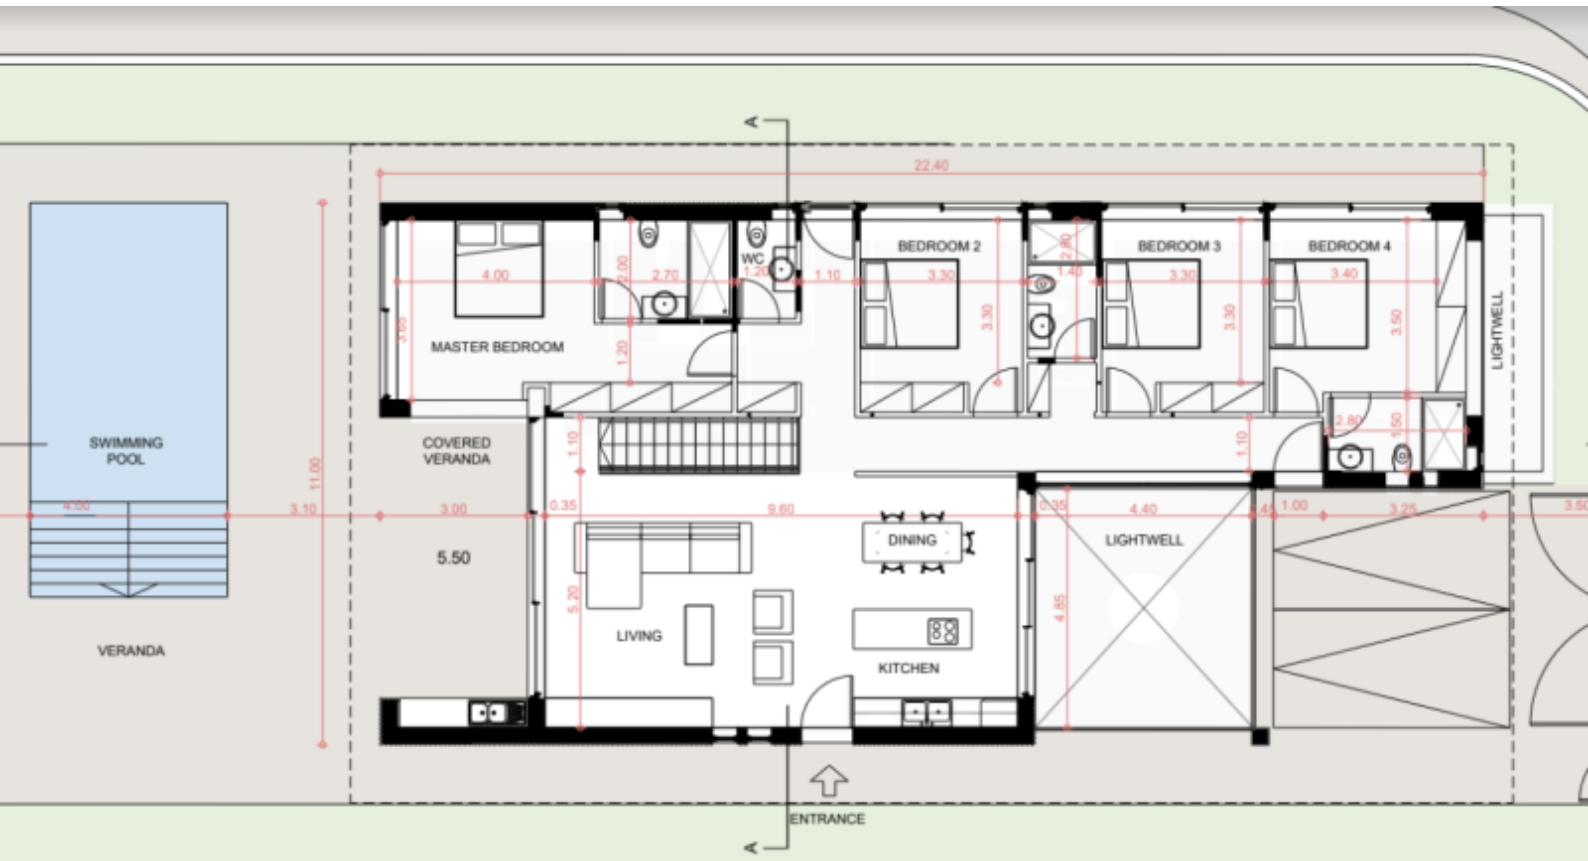 A
22.40
WC
BEDROOM 2
BEDROOM 3
BEDROOM 4
2.00
2.80
4.00
2.70
1.20
1.10
3.30
1.40
3.30
3.40
3.65
MASTER BEDROOM
1.20
3.30
3.30
3.50
LIGHTWELL
SWIMMING
POOL
COVERED
VERANDA
1.10
1.10
2.80
1.50
11.00
4.00
3.10
3.00
0.35
9.60
0.35
4.40
1.00
3.25
3.50
5.50
DINING
LIGHTWELL
5.20
4.85
LIVING
VERANDA
KITCHEN
ENTRANCE
A